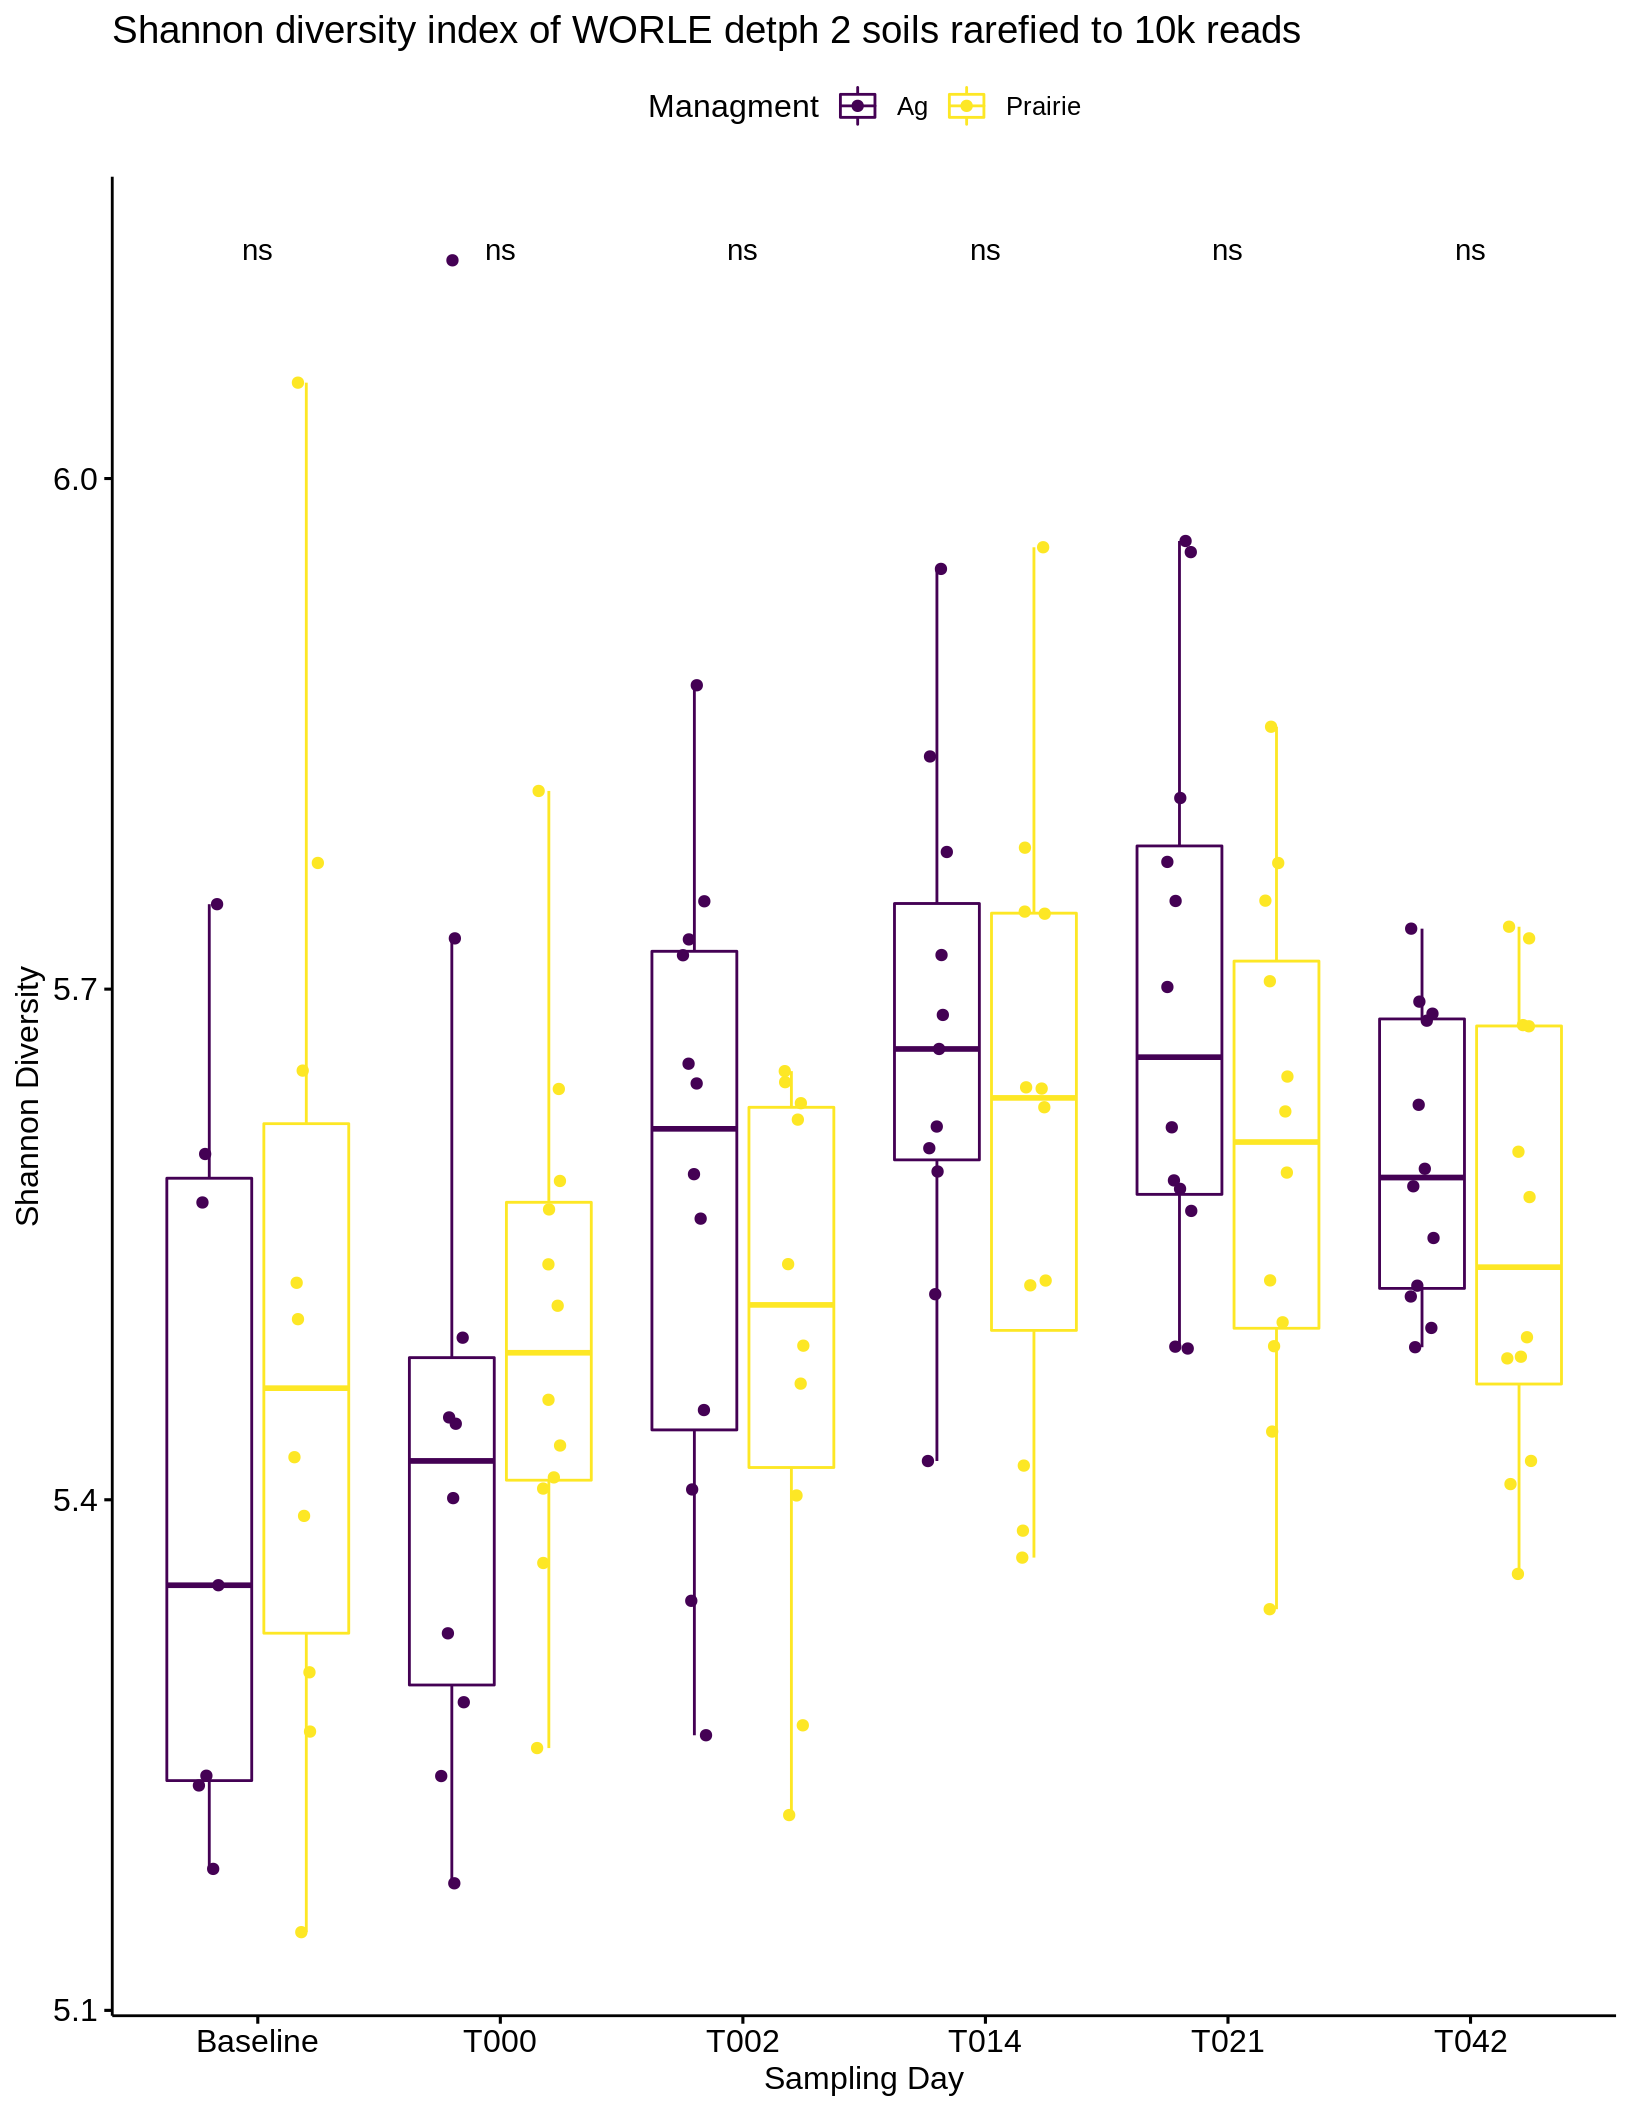 Shannon diversity index of WORLE detph 2 soils rarefied to 10k reads
Managment Ag Prairie
ns ns ns ns ns ns
6.0
5.7
5.4
5.1
Shannon Diversity
Baseline T000 T002 T014 T021 T042
Sampling Day